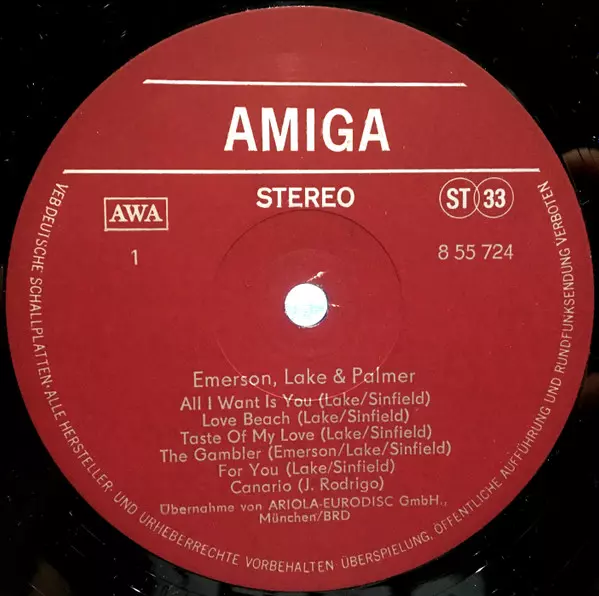 AMIGA
STEREO
AWA
ST 33
1
8 55 724
Emerson, Lake & Palmer
All I Want Is You (Lake/Sinfield)
Love Beach (Lake/Sinfield)
Taste Of My Love (Lake/Sinfield)
The Gambler (Emerson/Lake/Sinfield)
For You (Lake/Sinfield)
Canario (J. Rodrigo)
Übernahme von ARIOLA-EURODISC GmbH.,
München/BRD
VEB DEUTSCHE SCHALLPLATTEN · ALLE HERSTELLER- UND URHEBERRECHTE VORBEHALTEN · ÜBERSPIELUNG, ÖFFENTLICHE AUFFÜHRUNG UND RUNDFUNKSENDUNG VERBOTEN